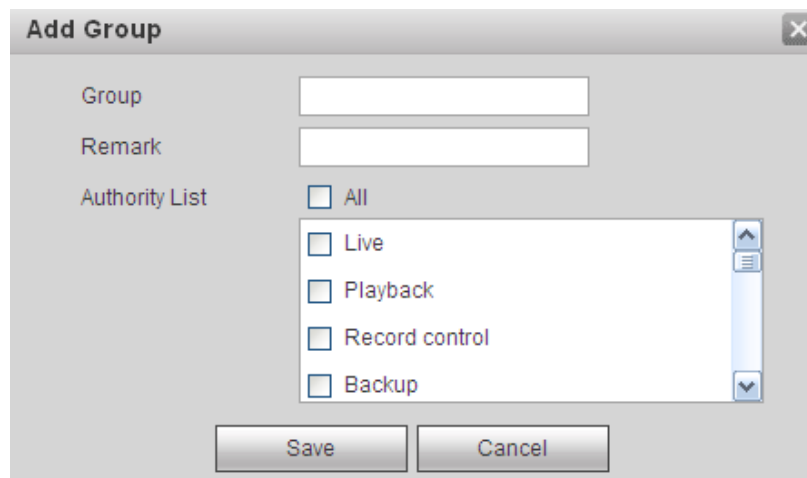 Add Group
Group
Remark
Authority List
All
Live
Playback
Record control
Backup
Save Cancel